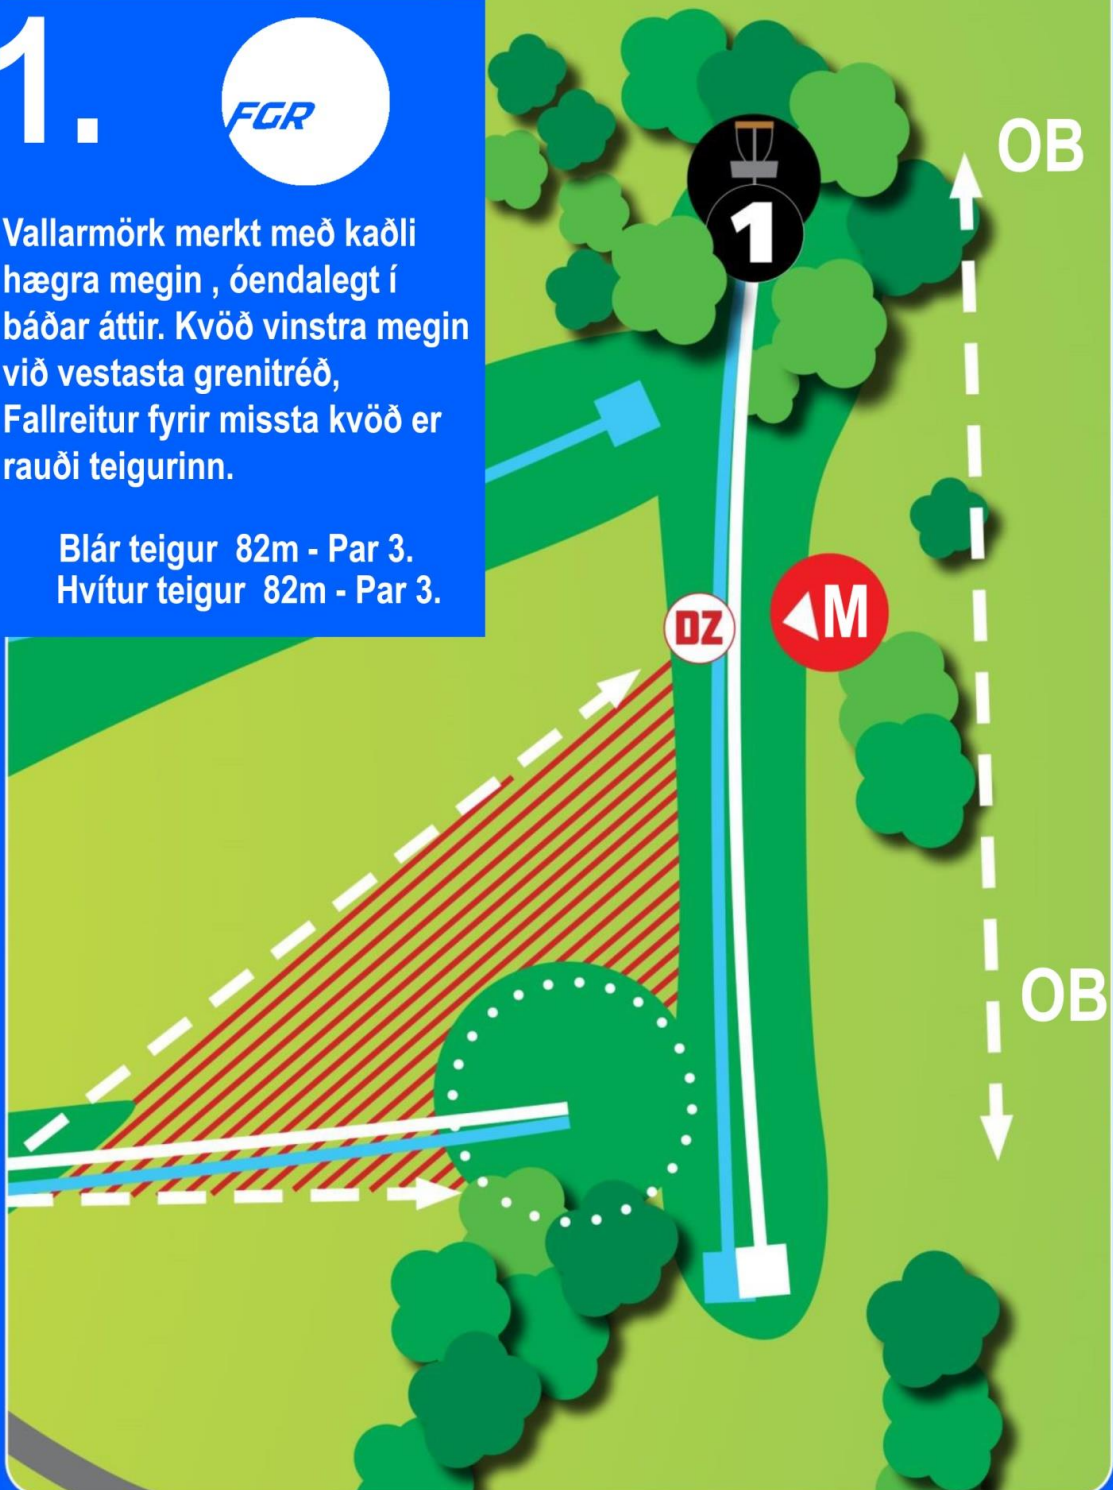 1.
FGR
Vallarmörk merkt með kaðli
hægra megin , óendalegt í
báðar áttir. Kvöð vinstra megin
við vestasta grenitréð,
Fallreitur fyrir missta kvöð er
rauði teigurinn.
Blár teigur 82m - Par 3.
Hvítur teigur 82m - Par 3.
OB
1
DZ
M
OB